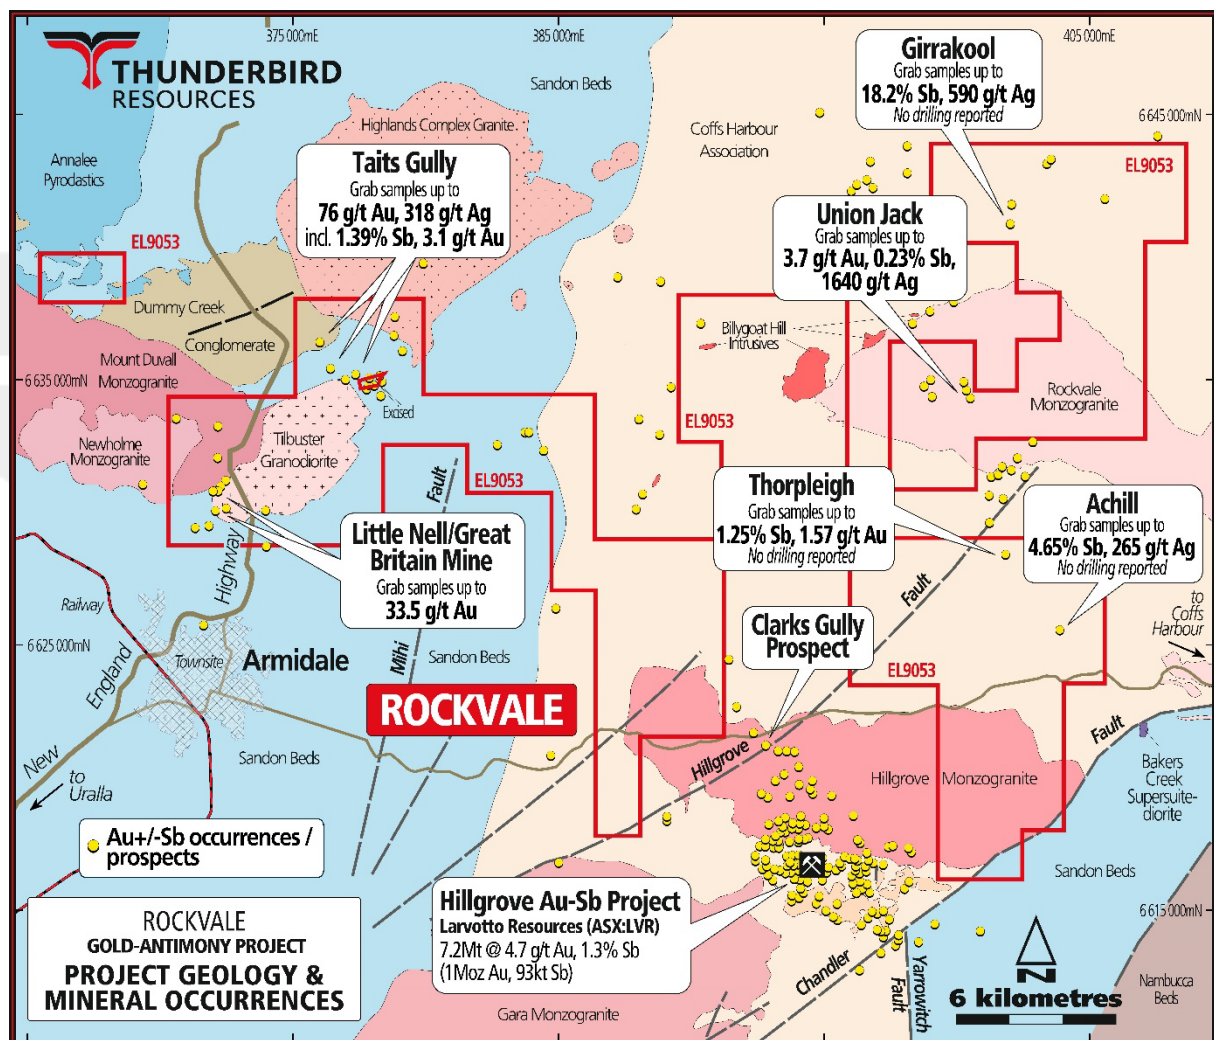 375 000mE
385 000mE
405 000mE
THUNDERBIRD
RESOURCES
Sandon Beds
Girrakool
Grab samples up to
18.2% Sb, 590 g/t Ag
No drilling reported
6 645 000mN
Highlands Complex Granite
Coffs Harbour
Association
Annalee
Pyroclastics
Taits Gully
Grab samples up to
76 g/t Au, 318 g/t Ag
incl. 1.39% Sb, 3.1 g/t Au
EL9053
Union Jack
Grab samples up to
3.7 g/t Au, 0.23% Sb,
1640 g/t Ag
EL9053
Dummy Creek
Conglomerate
Billygoat Hill
Intrusives
Mount Duvall
Monzogranite
6 635 000mN
Excised
Rockvale
Monzogranite
EL9053
Newholme
Monzogranite
Tilbuster
Granodiorite
EL9053
Thorpleigh
Grab samples up to
1.25% Sb, 1.57 g/t Au
No drilling reported
Achill
Grab samples up to
4.65% Sb, 265 g/t Ag
No drilling reported
Little Nell/Great
Britain Mine
Grab samples up to
33.5 g/t Au
Fault
Highway
Fault
Railway
to
Coffs
Harbour
Clarks Gully
Prospect
6 625 000mN
Townsite
Armidale
Mihi
Sandon Beds
EL9053
England
ROCKVALE
New
Sandon Beds
Hillgrove
Fault
to
Uralla
Hillgrove Monzogranite
Bakers
Creek
Supersuite-
diorite
Au+/-Sb occurrences /
prospects
Sandon Beds
Hillgrove Au-Sb Project
Larvotto Resources (ASX:LVR)
7.2Mt @ 4.7 g/t Au, 1.3% Sb
(1Moz Au, 93kt Sb)
6 615 000mN
ROCKVALE
GOLD-ANTIMONY PROJECT
PROJECT GEOLOGY &
MINERAL OCCURRENCES
Chandler
Yarrowitch
Fault
N
6 kilometres
Nambucca
Beds
Gara Monzogranite